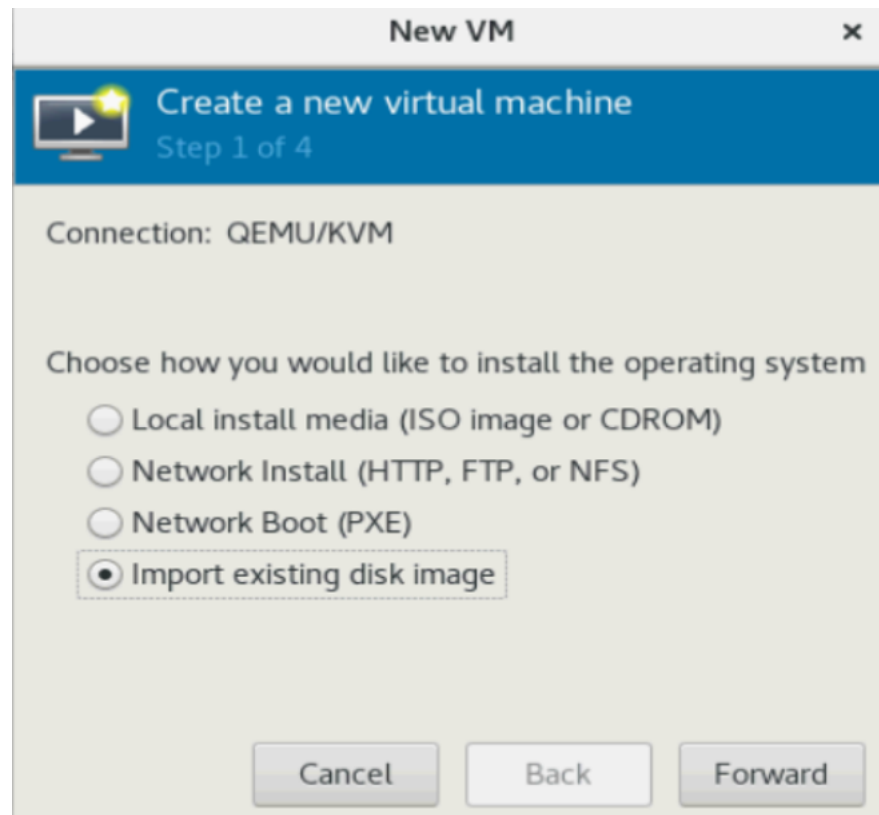 New VM
×
Create a new virtual machine
Step 1 of 4
Connection: QEMU/KVM
Choose how you would like to install the operating system
Local install media (ISO image or CDROM)
Network Install (HTTP, FTP, or NFS)
Network Boot (PXE)
Import existing disk image
Cancel
Back
Forward